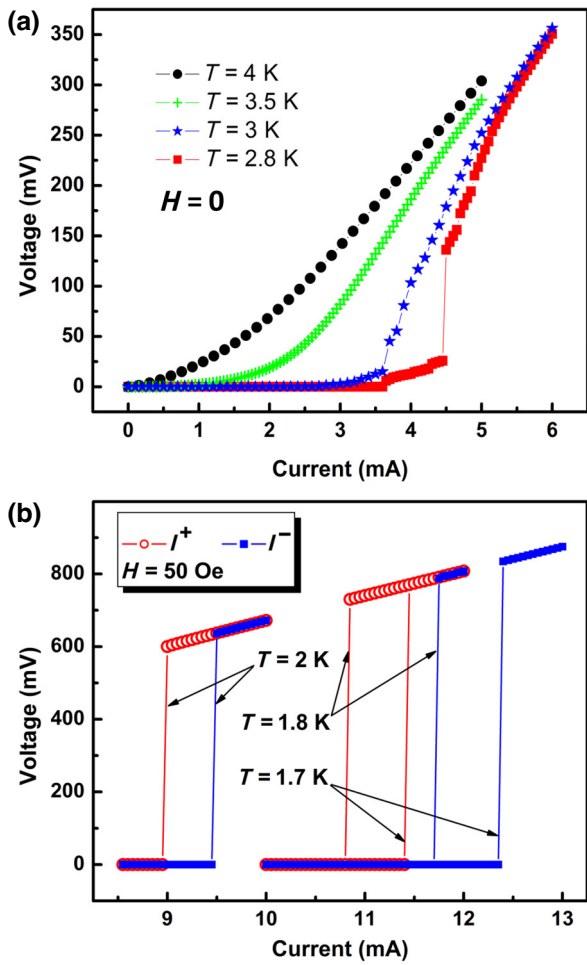 (a)
350
300
250
200
150
100
50
0
Voltage (mV)
T = 4 K
T = 3.5 K
T = 3 K
T = 2.8 K
H = 0
0 1 2 3 4 5 6
Current (mA)
(b)
I+ I−
H = 50 Oe
800
600
400
200
0
Voltage (mV)
T = 2 K
T = 1.8 K
T = 1.7 K
9 10 11 12 13
Current (mA)